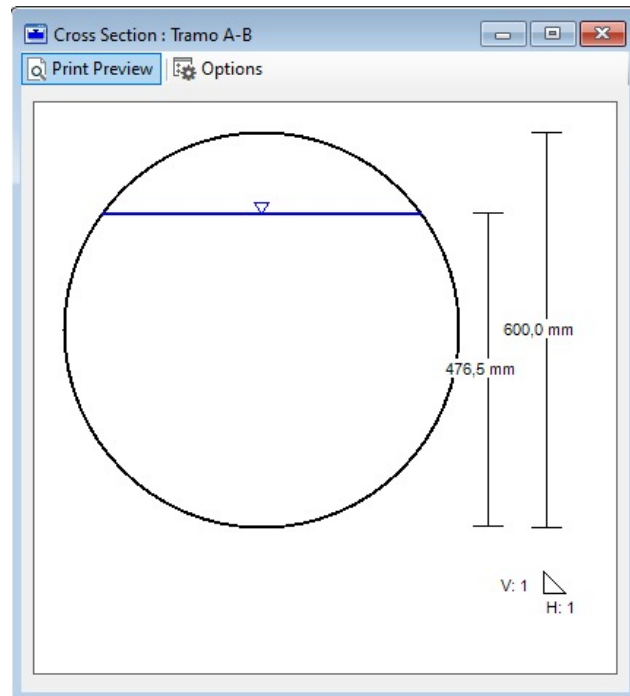 Cross Section : Tramo A-B
Print Preview Options
600,0 mm
476,5 mm
V: 1
H: 1